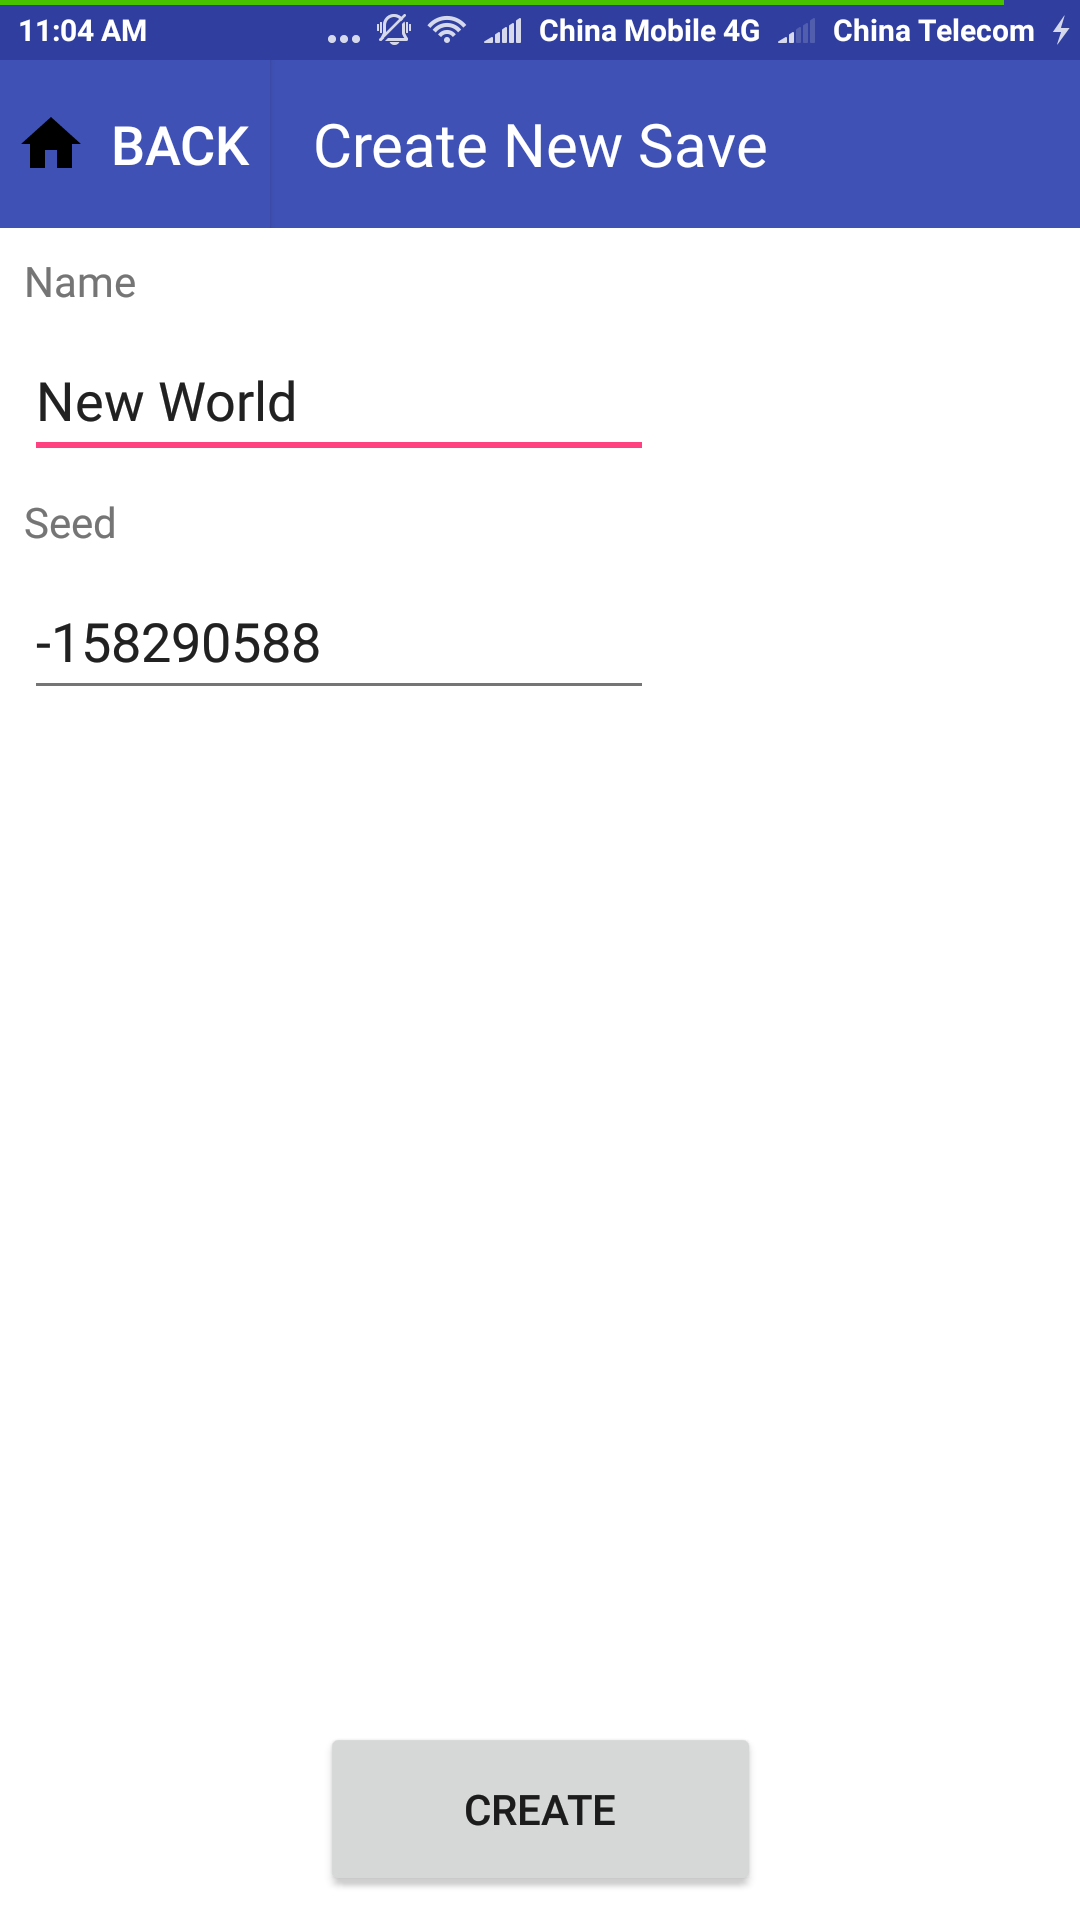 11:04 AM ... China Mobile 4G China Telecom
BACK Create New Save
Name
New World
Seed
-158290588
CREATE